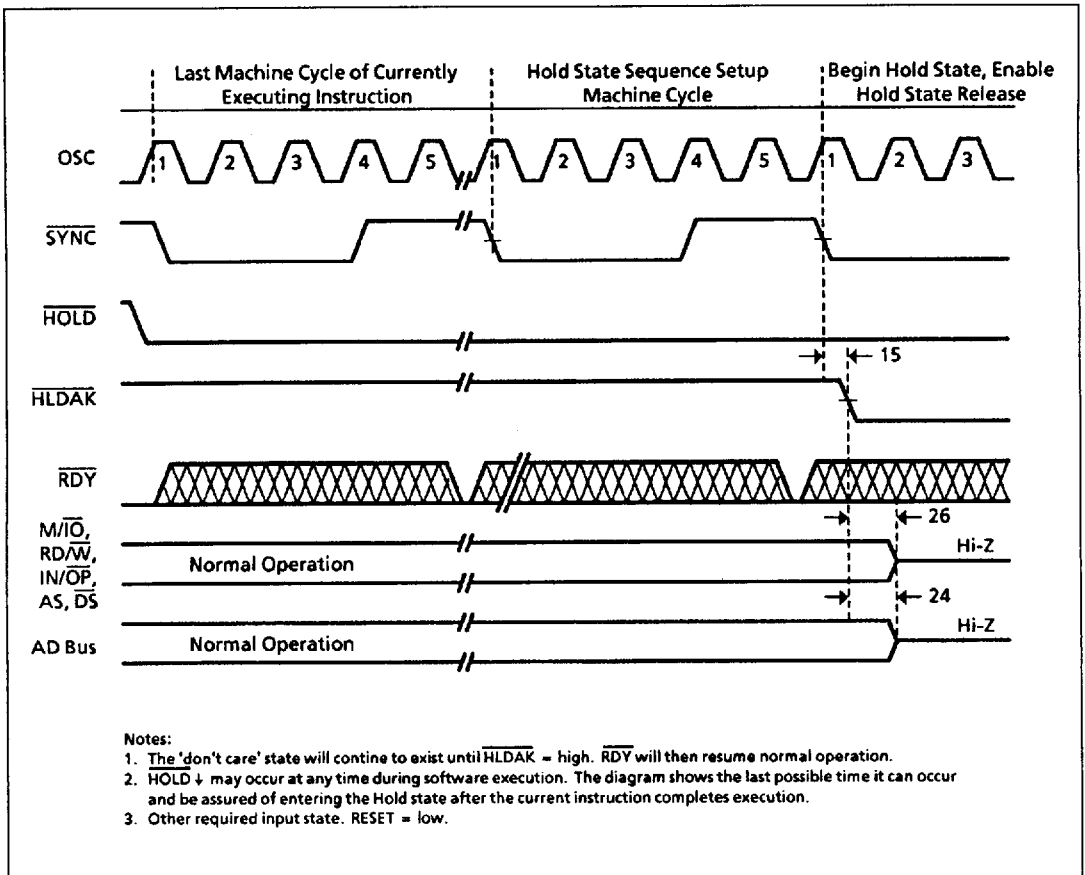 Last Machine Cycle of Currently
Executing Instruction
Hold State Sequence Setup
Machine Cycle
Begin Hold State, Enable
Hold State Release
OSC
1 2 3 4 5 1 2 3 4 5 1 2 3
SYNC
HOLD
15
HLDAK
RDY
M/IO,
RD/W,
IN/OP,
AS, DS
Normal Operation
26
Hi-Z
24
AD Bus
Normal Operation
Hi-Z
Notes:
1. The 'don't care' state will contine to exist until HLDAK = high. RDY will then resume normal operation.
2. HOLD ↓ may occur at any time during software execution. The diagram shows the last possible time it can occur
and be assured of entering the Hold state after the current instruction completes execution.
3. Other required input state. RESET = low.